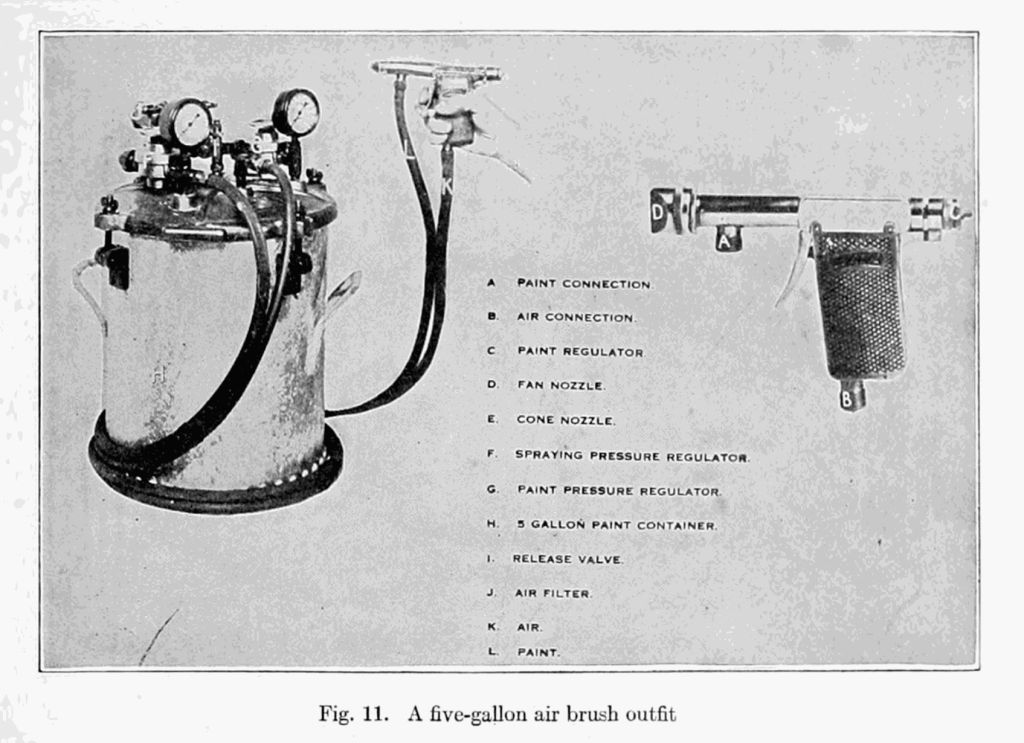 L
K
D
A
B
A PAINT CONNECTION.
B. AIR CONNECTION.
C PAINT REGULATOR
D. FAN NOZZLE.
E. CONE NOZZLE.
F. SPRAYING PRESSURE REGULATOR.
G. PAINT PRESSURE REGULATOR.
H. 5 GALLON PAINT CONTAINER.
I. RELEASE VALVE.
J. AIR FILTER.
K. AIR.
L. PAINT.
Fig. 11. A five-gallon air brush outfit